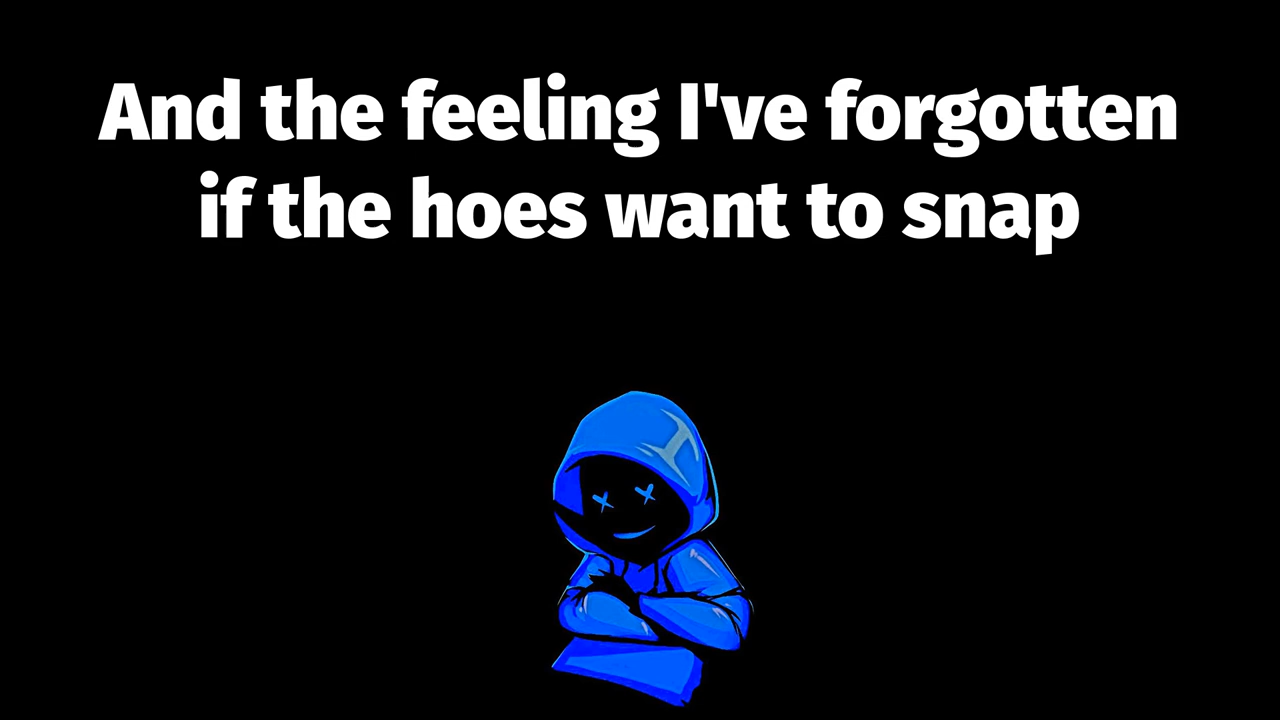 And the feeling I've forgotten
if the hoes want to snap